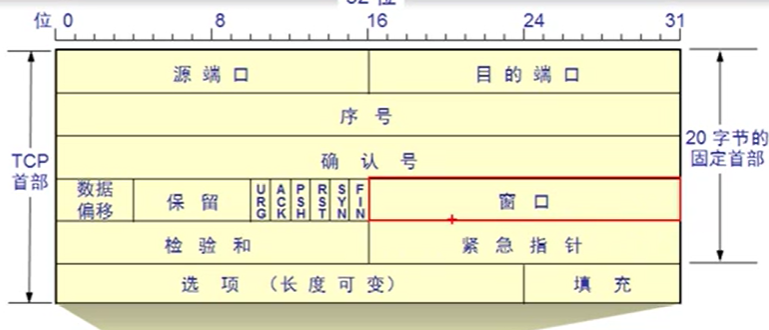 位 0 8 16 24 31
源端口 目的端口
序号
TCP
首部
确认号
20 字节的
固定首部
数据
偏移
保留
URG
ACK
PSH
RST
SYN
FIN
窗口
检验和 紧急指针
选项 （长度可变） 填充